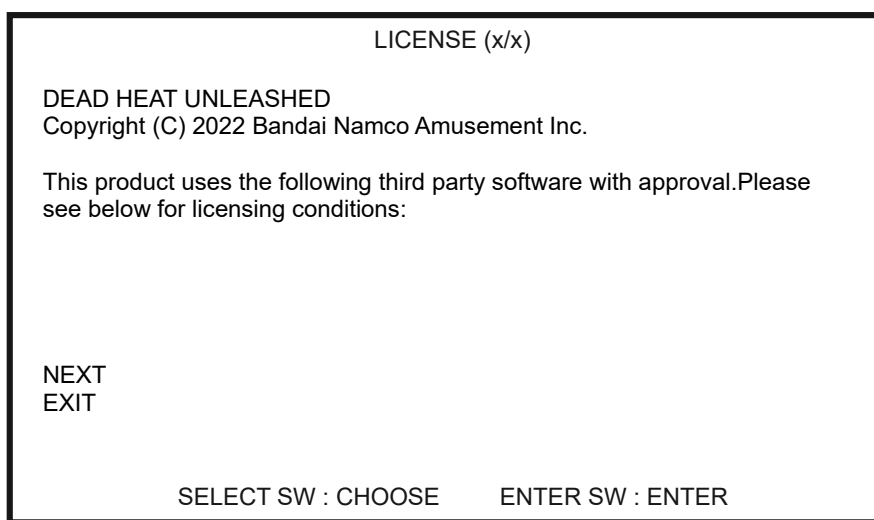 LICENSE (x/x)
DEAD HEAT UNLEASHED
Copyright (C) 2022 Bandai Namco Amusement Inc.
This product uses the following third party software with approval.Please
see below for licensing conditions:
NEXT
EXIT
SELECT SW : CHOOSE ENTER SW : ENTER